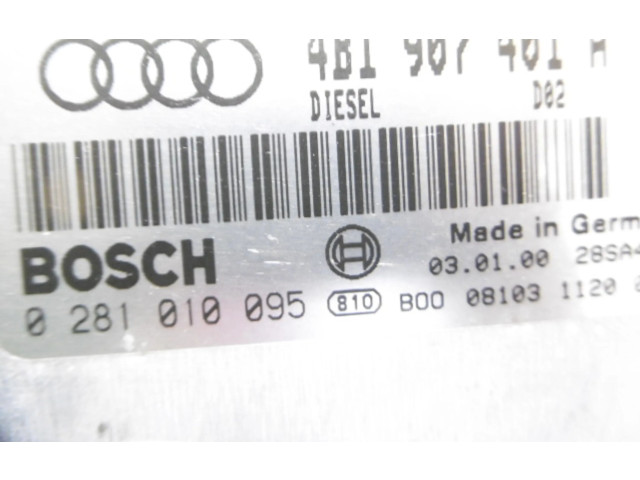 4B1 907 401 A
DIESEL D02
BOSCH
Made in Germ
03.01.00 28SA4
0 281 010 095 810 B00 08103 1120